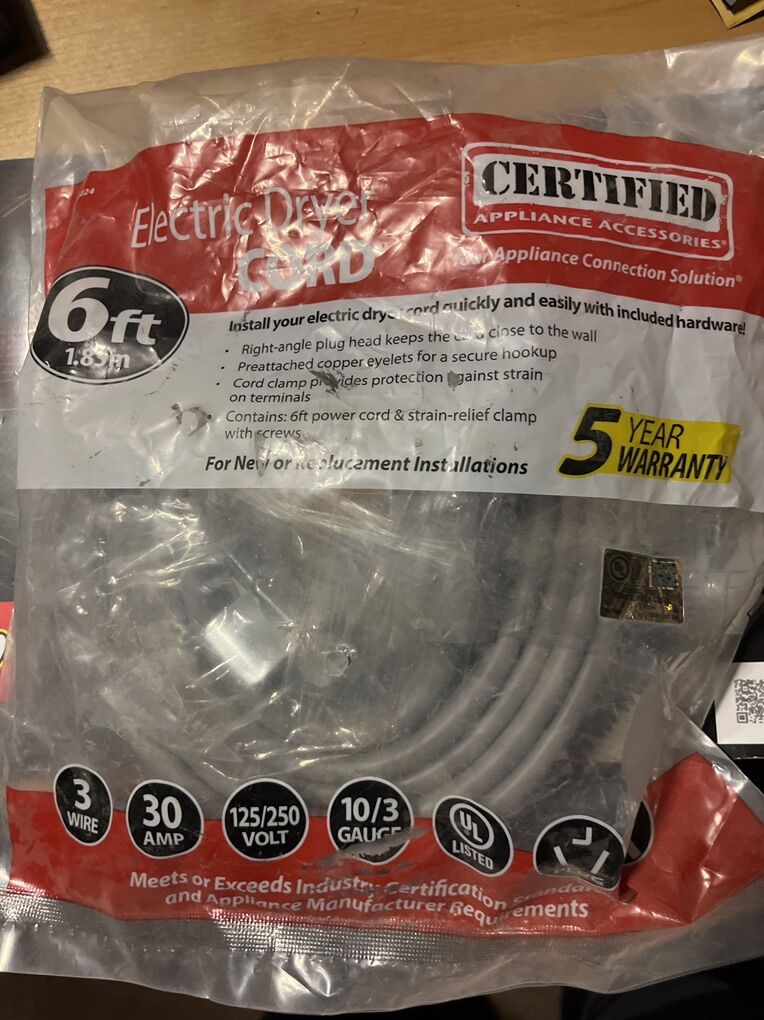 Electric Dryer
CORD
CERTIFIED
APPLIANCE ACCESSORIES®
Your Appliance Connection Solution®
6ft
1.83m
Install your electric dryer cord quickly and easily with included hardware!
• Right-angle plug head keeps the cord close to the wall
• Preattached copper eyelets for a secure hookup
• Cord clamp provides protection against strain
on terminals
• Contains: 6ft power cord & strain-relief clamp
with screws
For New or Replacement Installations
5 YEAR
WARRANTY
UL
3
WIRE
30
AMP
125/250
VOLT
10/3
GAUGE
UL
LISTED
Meets or Exceeds Industry Certification Standards
and Appliance Manufacturer Requirements